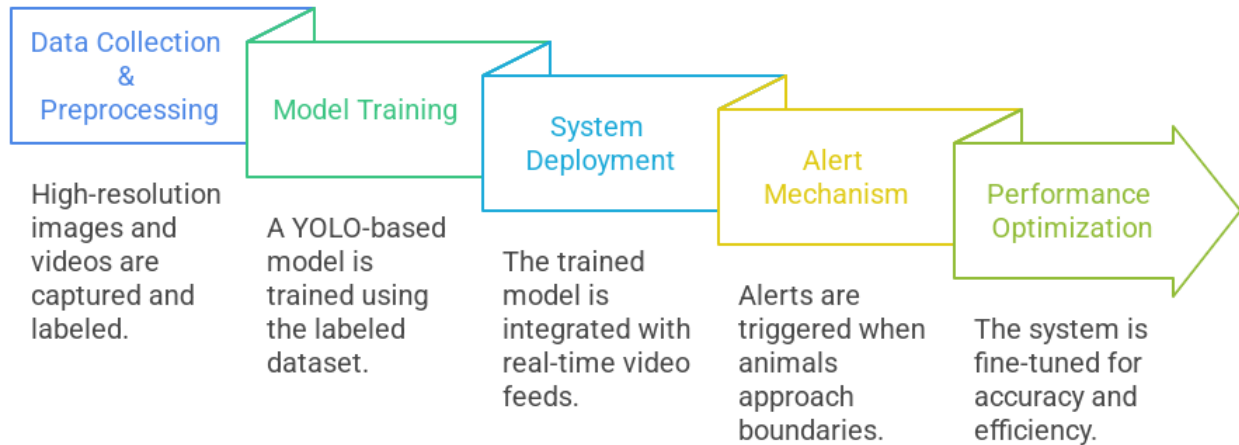 Data Collection
&
Preprocessing
High-resolution
images and
videos are
captured and
labeled.
Model Training
A YOLO-based
model is
trained using
the labeled
dataset.
System
Deployment
The trained
model is
integrated with
real-time video
feeds.
Alert
Mechanism
Alerts are
triggered when
animals
approach
boundaries.
Performance
Optimization
The system is
fine-tuned for
accuracy and
efficiency.